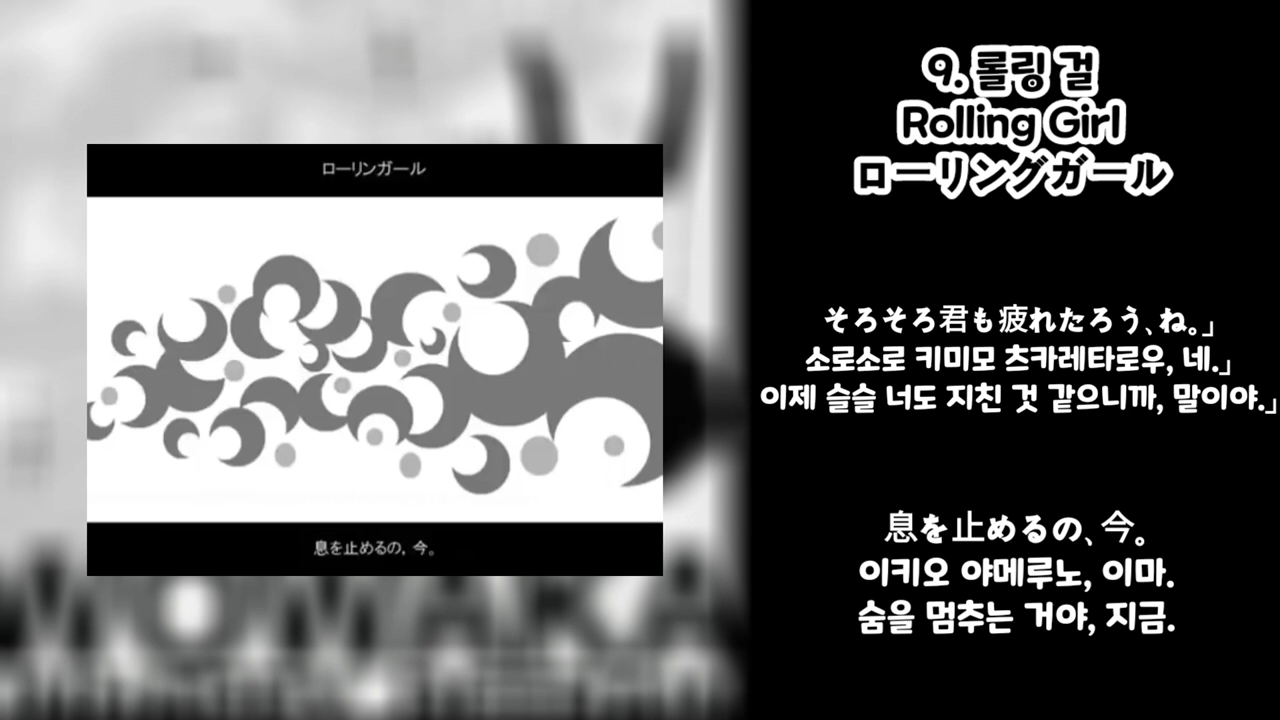 ローリンガール
息を止めるの, 今。
9. 롤링 걸
Rolling Girl
ローリングガール
そろそろ君も疲れたろう、ね。」
소로소로 키미모 츠카레타로우, 네.」
이제 슬슬 너도 지친 것 같으니까, 말이야.」
息を止めるの、今。
이키오 야메루노, 이마.
숨을 멈추는 거야, 지금.
WOWAKA